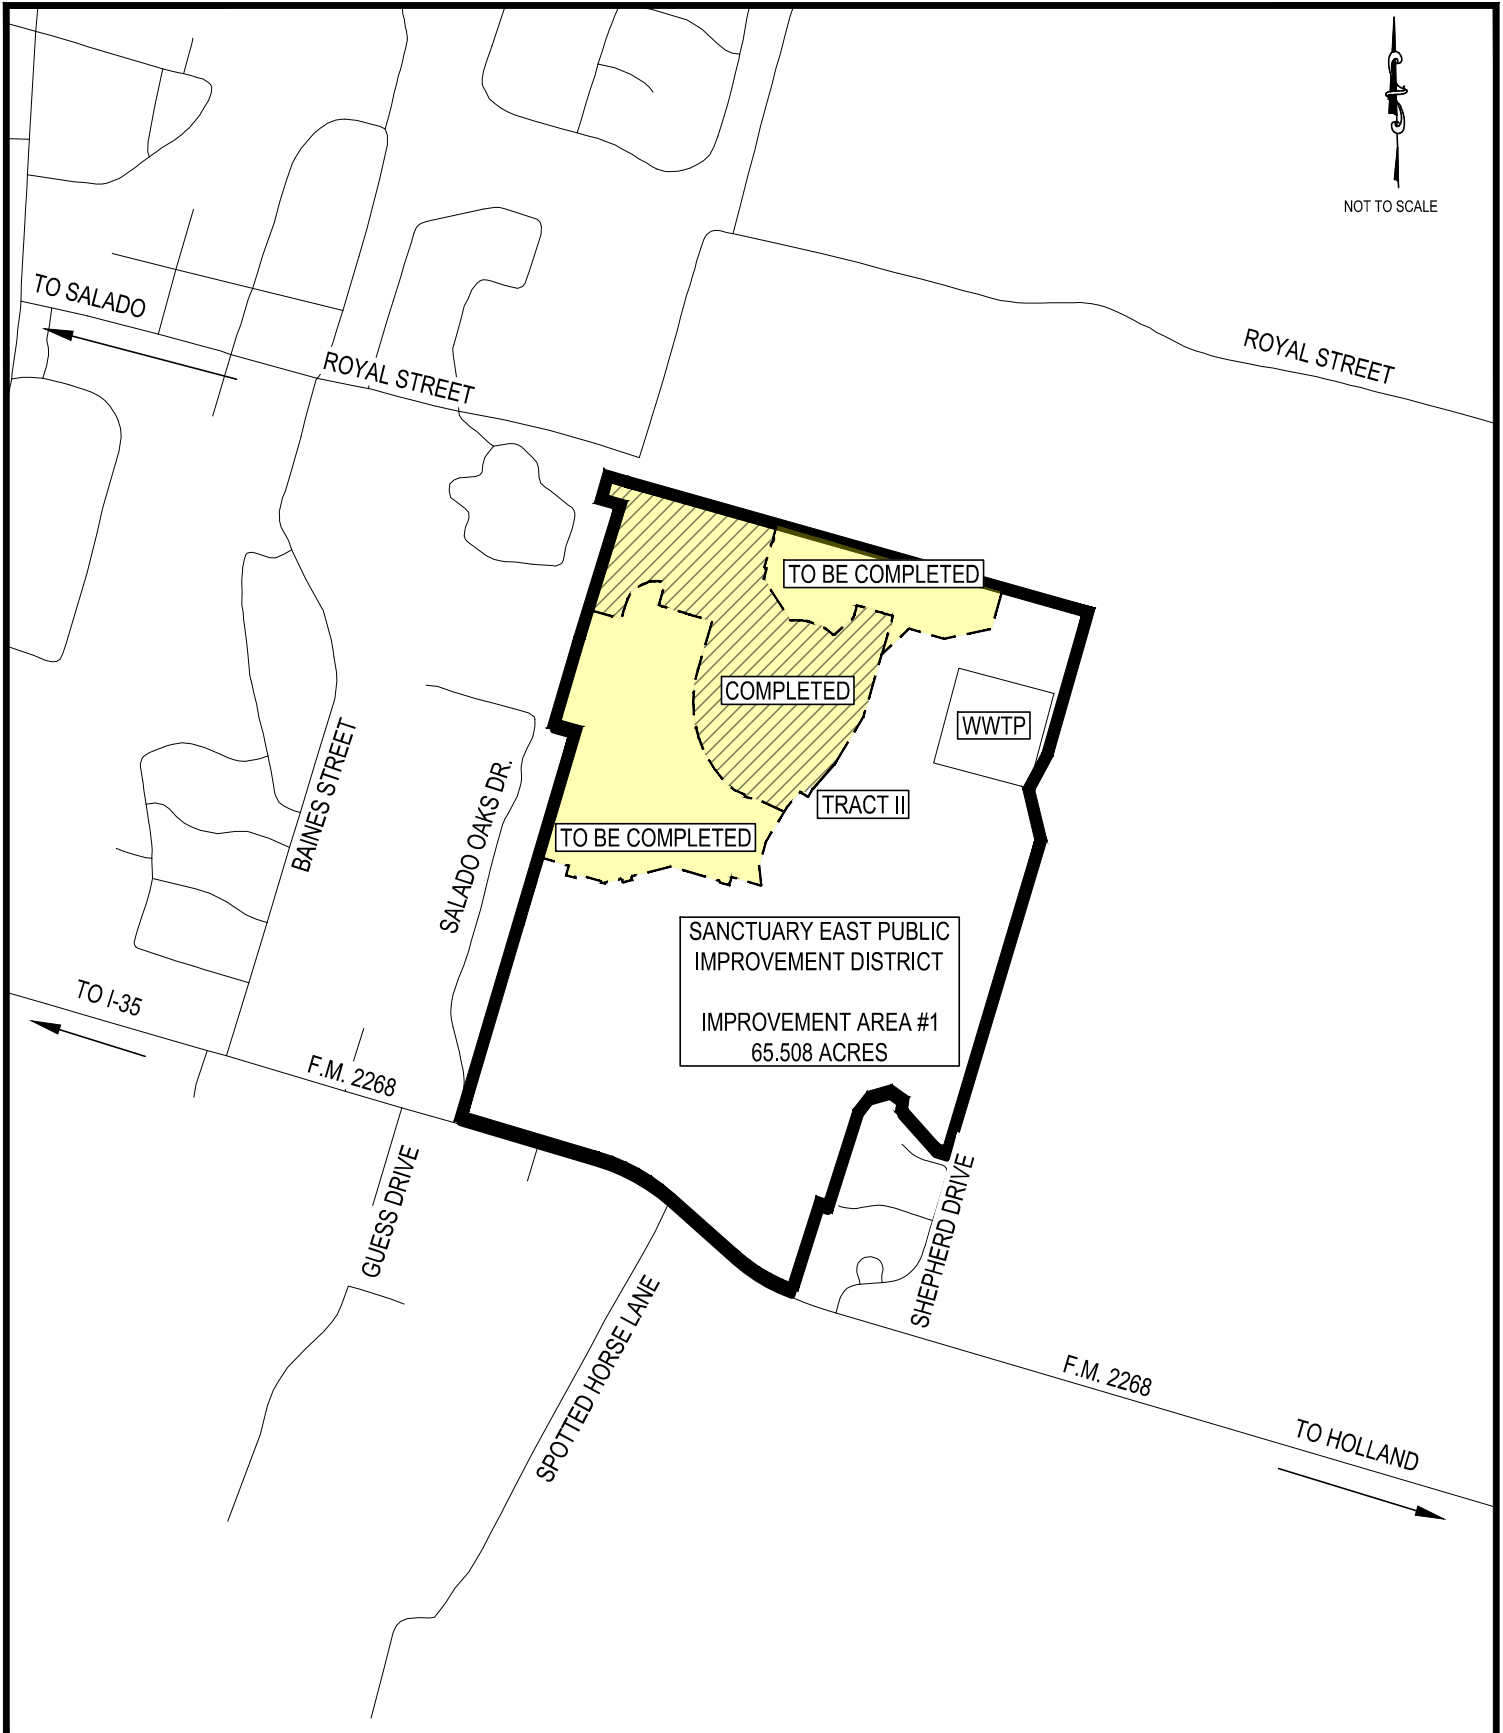 NOT TO SCALE
TO SALADO
ROYAL STREET
ROYAL STREET
TO BE COMPLETED
COMPLETED
WWTP
TRACT II
TO BE COMPLETED
BAINES STREET
SALADO OAKS DR.
SANCTUARY EAST PUBLIC
IMPROVEMENT DISTRICT
IMPROVEMENT AREA #1
65.508 ACRES
TO I-35
F.M. 2268
GUESS DRIVE
SHEPHERD DRIVE
SPOTTED HORSE LANE
F.M. 2268
TO HOLLAND